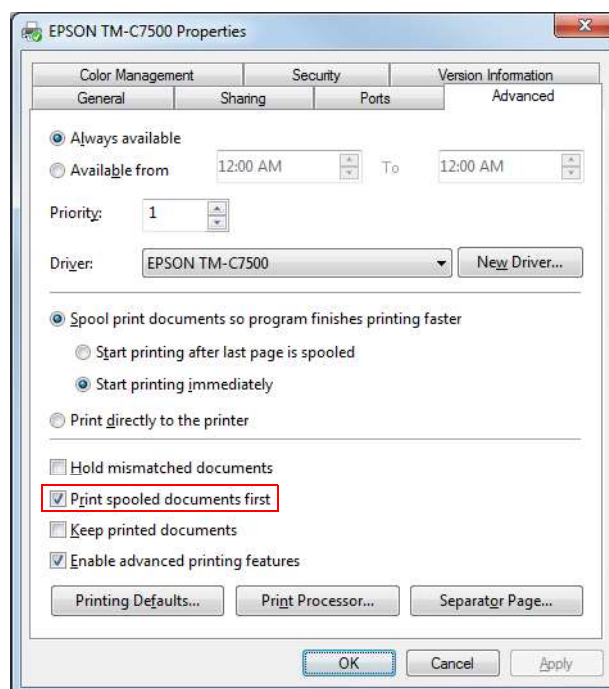 EPSON TM-C7500 Properties
Color Management Security Version Information
General Sharing Ports Advanced
Always available
Available from 12:00 AM To 12:00 AM
Priority: 1
Driver: EPSON TM-C7500 New Driver...
Spool print documents so program finishes printing faster
Start printing after last page is spooled
Start printing immediately
Print directly to the printer
Hold mismatched documents
Print spooled documents first
Keep printed documents
Enable advanced printing features
Printing Defaults... Print Processor... Separator Page...
OK Cancel Apply